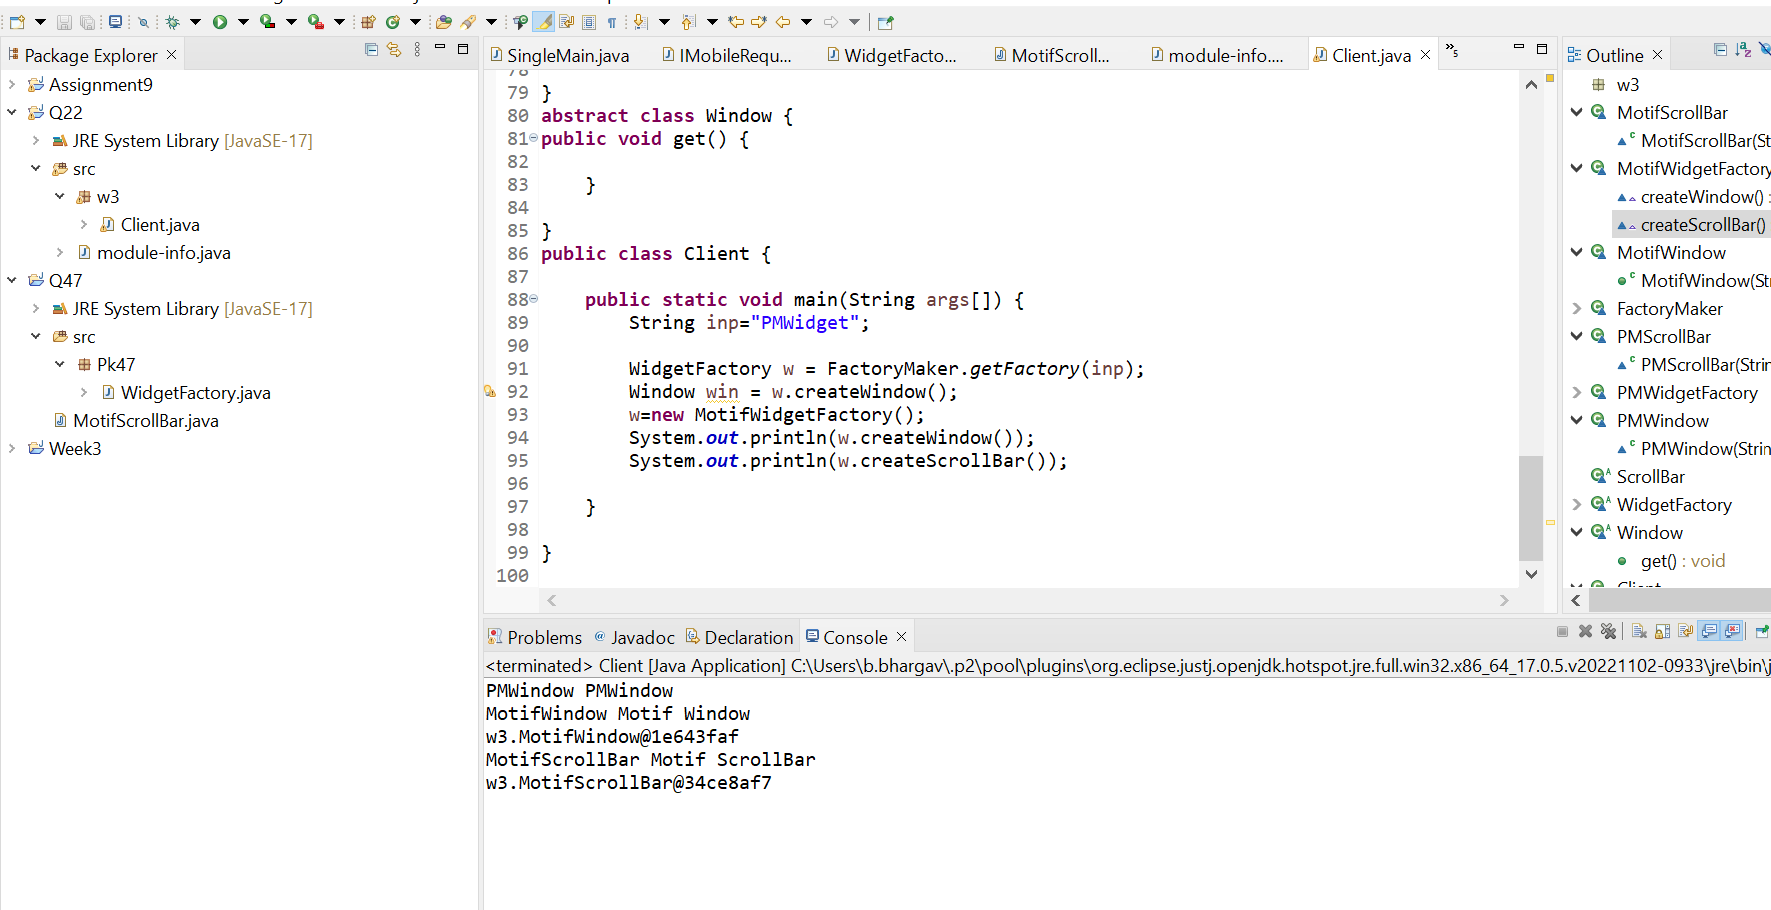 Package Explorer
Assignment9
Q22
JRE System Library [JavaSE-17]
src
w3
Client.java
module-info.java
Q47
JRE System Library [JavaSE-17]
src
Pk47
WidgetFactory.java
MotifScrollBar.java
Week3
SingleMain.java
IMobileRequ...
WidgetFacto...
MotifScroll...
module-info....
Client.java
»5
78
79 }
80 abstract class Window {
81 public void get() {
82
83     }
84
85 }
86 public class Client {
87
88     public static void main(String args[]) {
89         String inp="PMWidget";
90
91         WidgetFactory w = FactoryMaker.getFactory(inp);
92         Window win = w.createWindow();
93         w=new MotifWidgetFactory();
94         System.out.println(w.createWindow());
95         System.out.println(w.createScrollBar());
96
97     }
98
99 }
100
Outline
w3
MotifScrollBar
MotifScrollBar(St
MotifWidgetFactory
createWindow() :
createScrollBar()
MotifWindow
MotifWindow(St
FactoryMaker
PMScrollBar
PMScrollBar(Strin
PMWidgetFactory
PMWindow
PMWindow(Strin
ScrollBar
WidgetFactory
Window
get() : void
Client
Problems
@ Javadoc
Declaration
Console
<terminated> Client [Java Application] C:\Users\b.bhargav\.p2\pool\plugins\org.eclipse.justj.openjdk.hotspot.jre.full.win32.x86_64_17.0.5.v20221102-0933\jre\bin\j
PMWindow PMWindow
MotifWindow Motif Window
w3.MotifWindow@1e643faf
MotifScrollBar Motif ScrollBar
w3.MotifScrollBar@34ce8af7